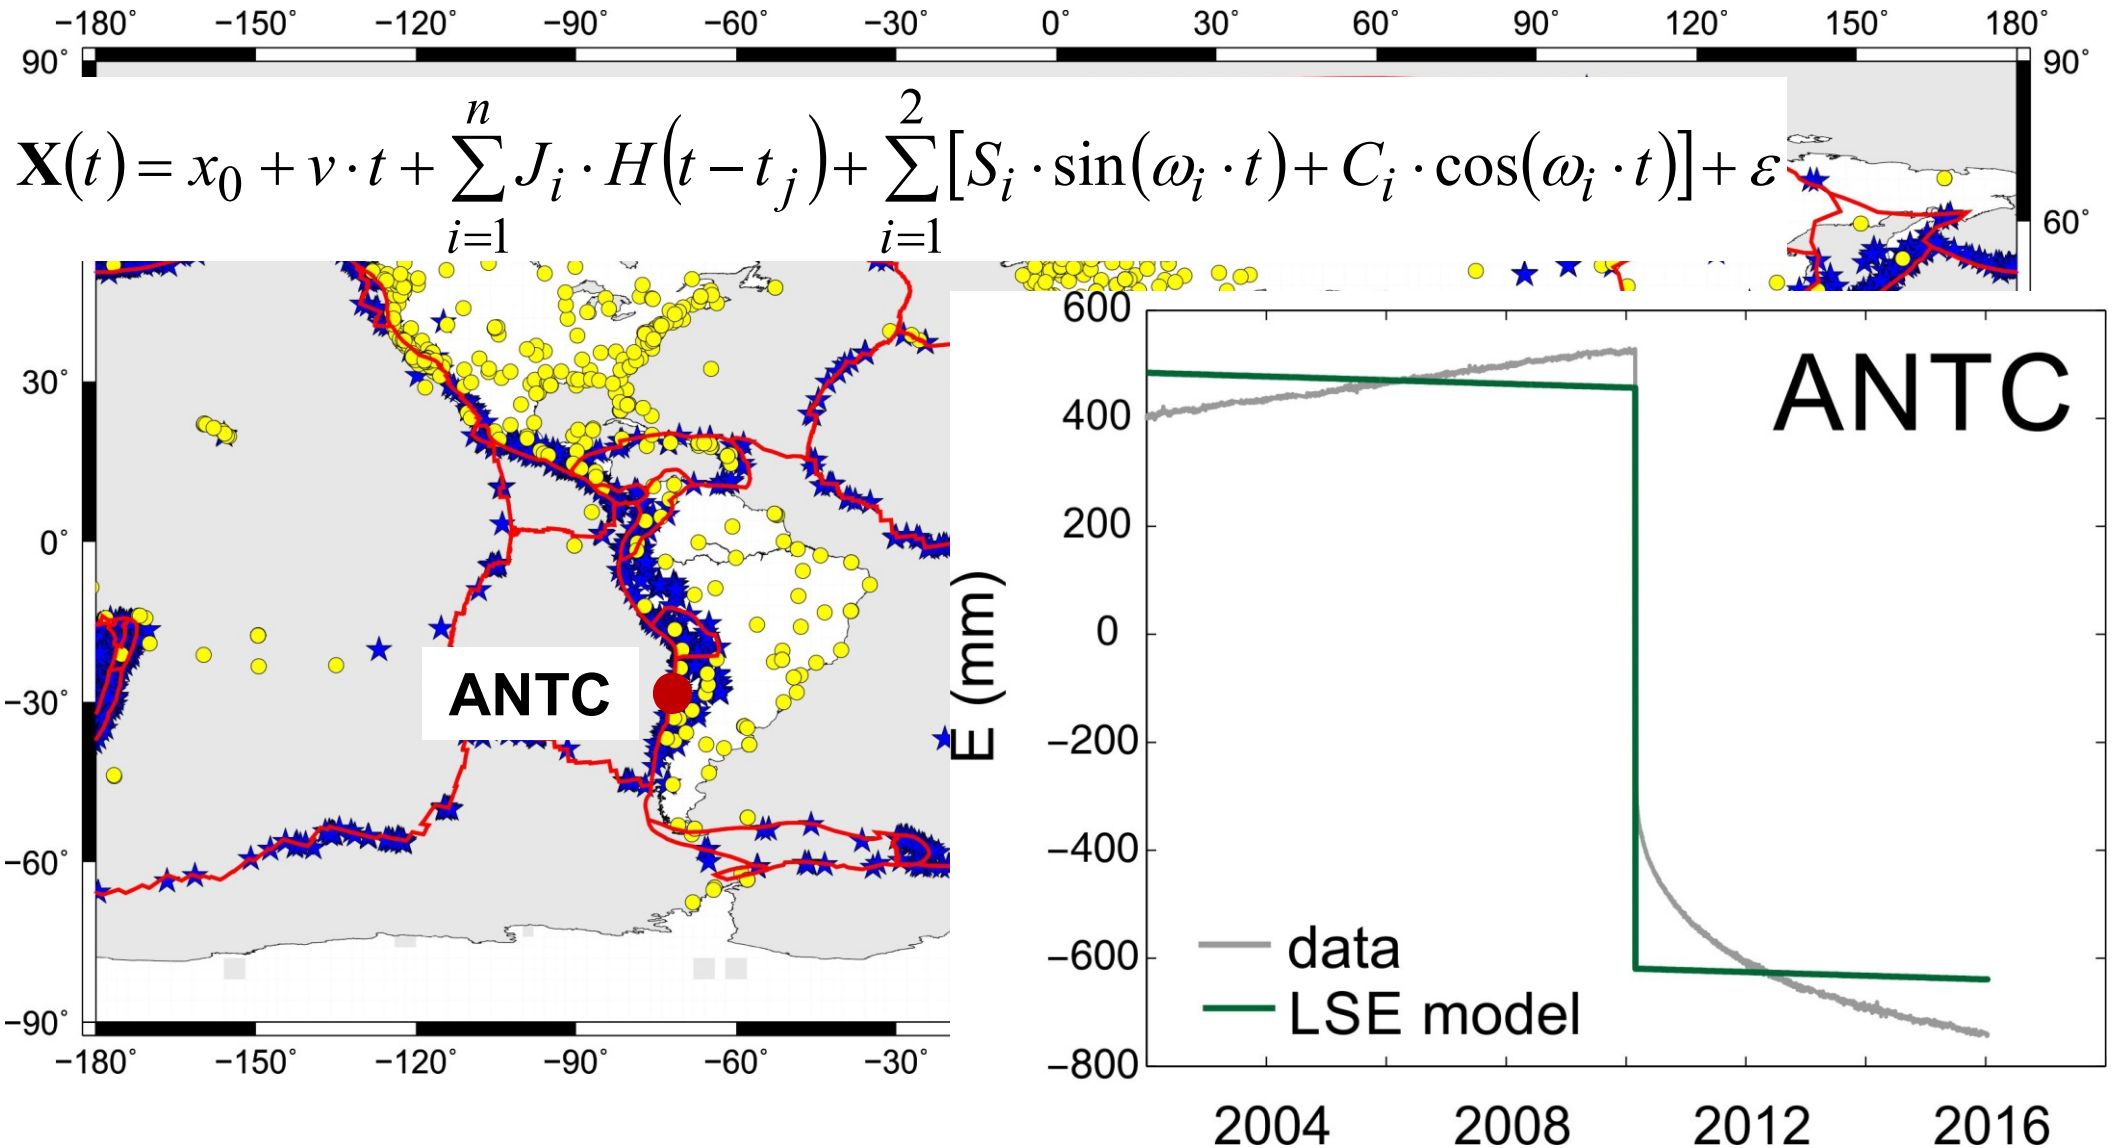 −180° −150° −120° −90° −60° −30° 0° 30° 60° 90° 120° 150° 180°
90° 90°
n 2
X(t) = x₀ + v · t + ∑ Jᵢ · H(t − tⱼ) + ∑ [Sᵢ · sin(ωᵢ · t) + Cᵢ · cos(ωᵢ · t)] + ε
i=1 i=1
60°
30°
0°
−30°
−60°
−90°
ANTC
−180° −150° −120° −90° −60° −30°
600
400
200
0
−200
−400
−600
−800
E (mm)
ANTC
data
LSE model
2004 2008 2012 2016